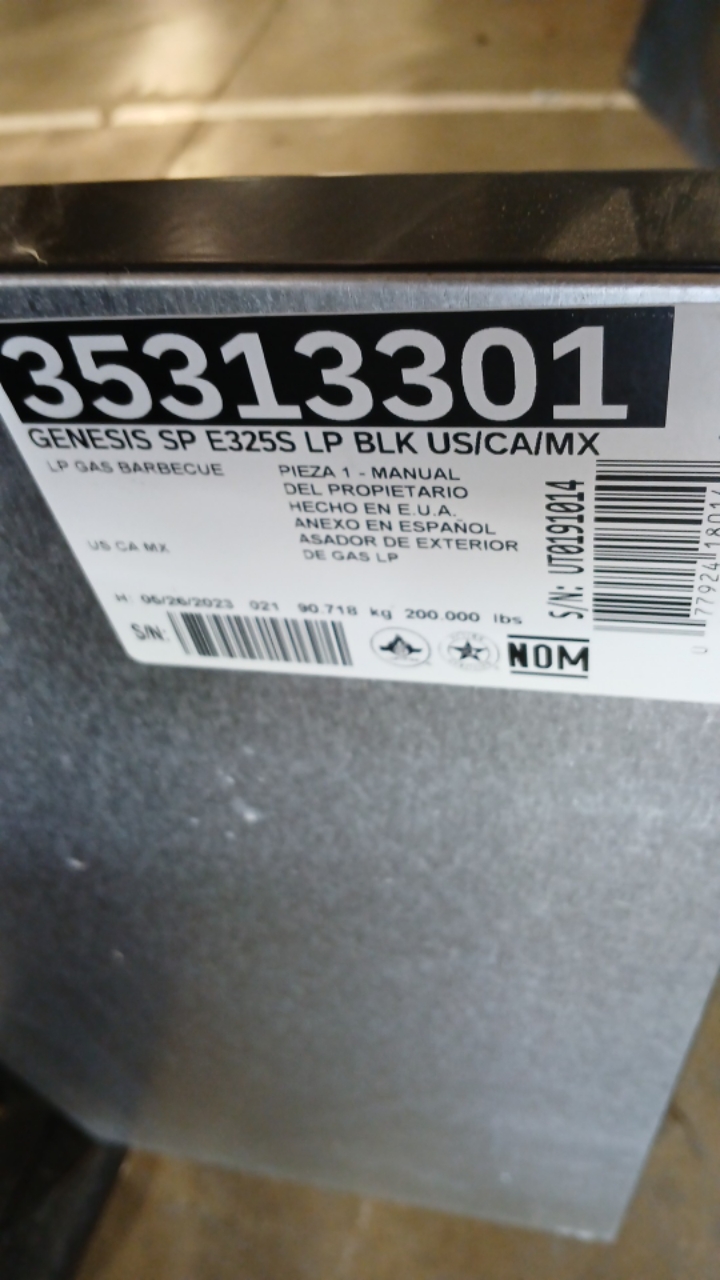 35313301
GENESIS SP E325S LP BLK US/CA/MX
LP GAS BARBECUE
PIEZA 1 - MANUAL
DEL PROPIETARIO
HECHO EN E.U.A.
ANEXO EN ESPAÑOL
ASADOR DE EXTERIOR
DE GAS LP
US CA MX
H: 06/26/2023 021 90.718 kg 200.000 lbs
S/N:
NOM
S/N: UT0191014